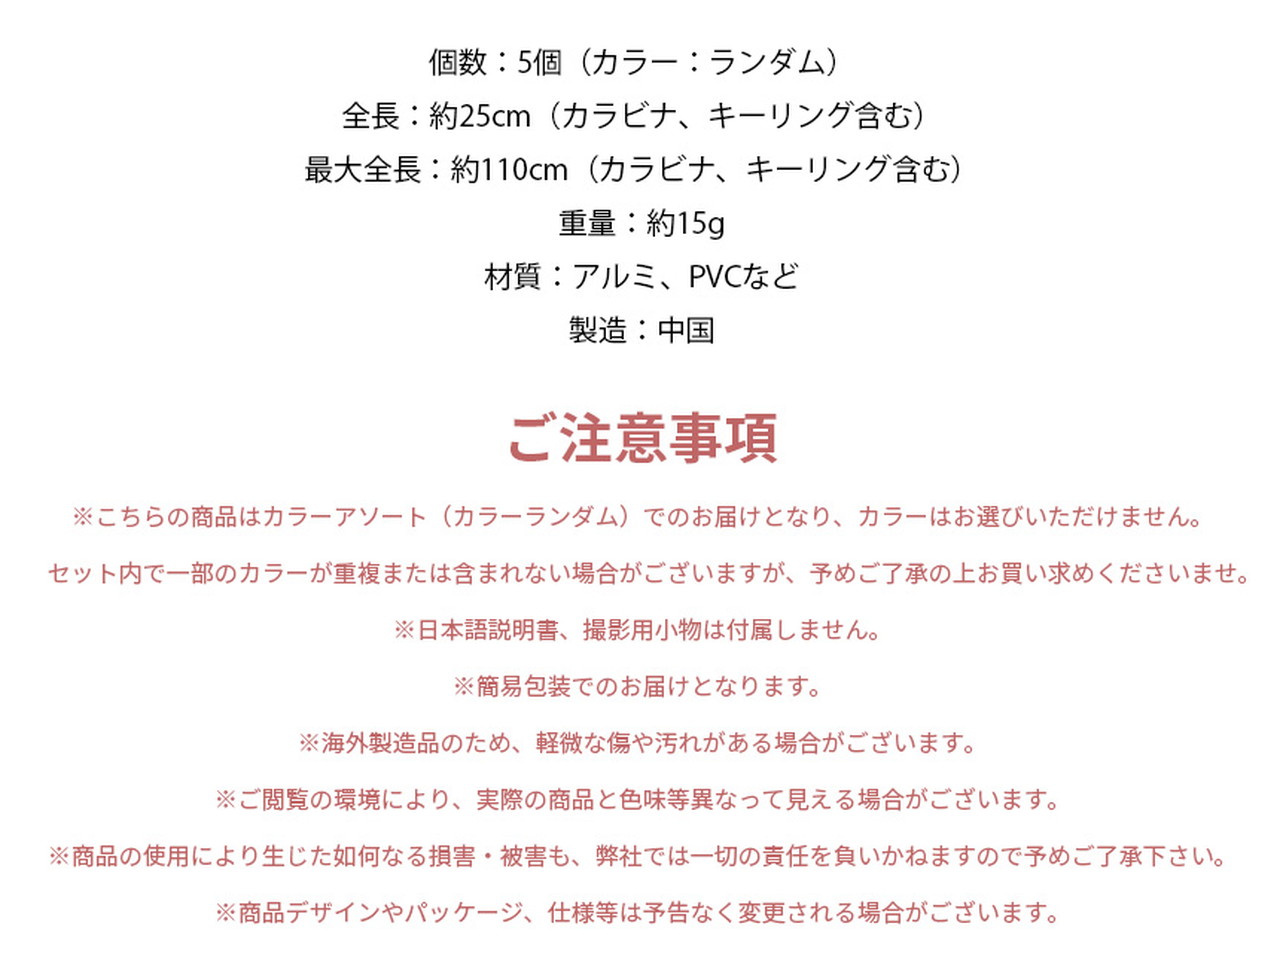 個数：5個（カラー：ランダム）
全長：約25cm（カラビナ、キーリング含む）
最大全長：約110cm（カラビナ、キーリング含む）
重量：約15g
材質：アルミ、PVCなど
製造：中国
ご注意事項
※こちらの商品はカラーアソート（カラーランダム）でのお届けとなり、カラーはお選びいただけません。
セット内で一部のカラーが重複または含まれない場合がございますが、予めご了承の上お買い求めくださいませ。
※日本語説明書、撮影用小物は付属しません。
※簡易包装でのお届けとなります。
※海外製造品のため、軽微な傷や汚れがある場合がございます。
※ご閲覧の環境により、実際の商品と色味等異なって見える場合がございます。
※商品の使用により生じた如何なる損害・被害も、弊社では一切の責任を負いかねますので予めご了承下さい。
※商品デザインやパッケージ、仕様等は予告なく変更される場合がございます。